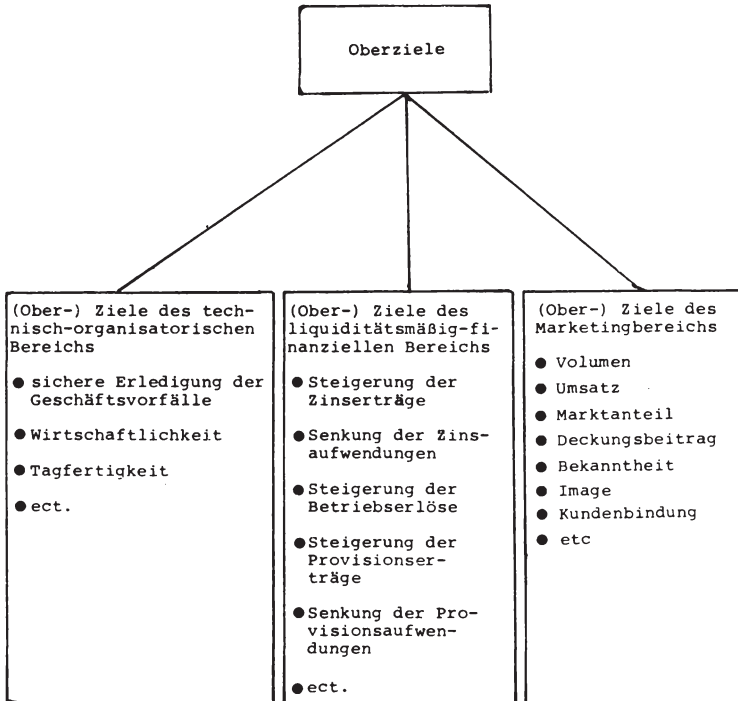 Oberziele
(Ober-) Ziele des tech-
nisch-organisatorischen
Bereichs
● sichere Erledigung der
Geschäftsvorfälle
● Wirtschaftlichkeit
● Tagfertigkeit
● ect.
(Ober-) Ziele des
liquiditätsmäßig-fi-
nanziellen Bereichs
● Steigerung der
Zinserträge
● Senkung der Zins-
aufwendungen
● Steigerung der
Betriebserlöse
● Steigerung der
Provisionser-
träge
● Senkung der Pro-
visionsaufwen-
dungen
● ect.
(Ober-) Ziele des
Marketingbereichs
● Volumen
● Umsatz
● Marktanteil
● Deckungsbeitrag
● Bekanntheit
● Image
● Kundenbindung
● etc